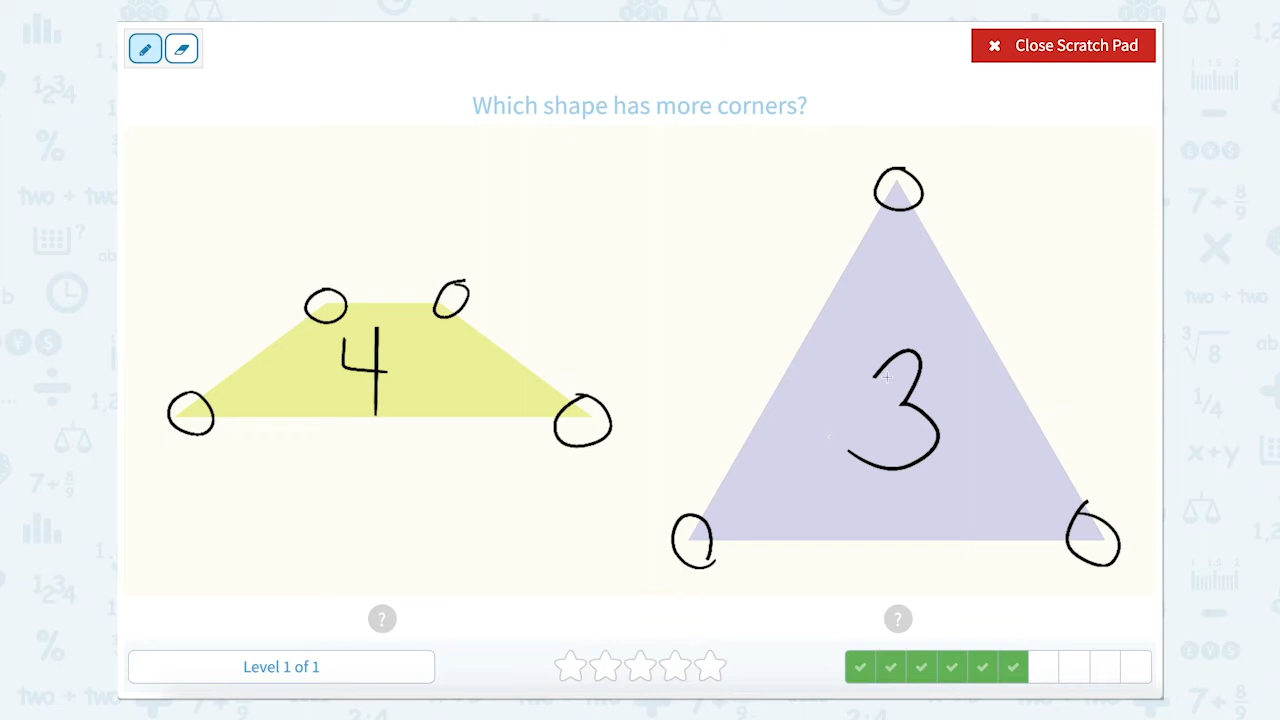 ✖ Close Scratch Pad
Which shape has more corners?
4
3
? ?
Level 1 of 1